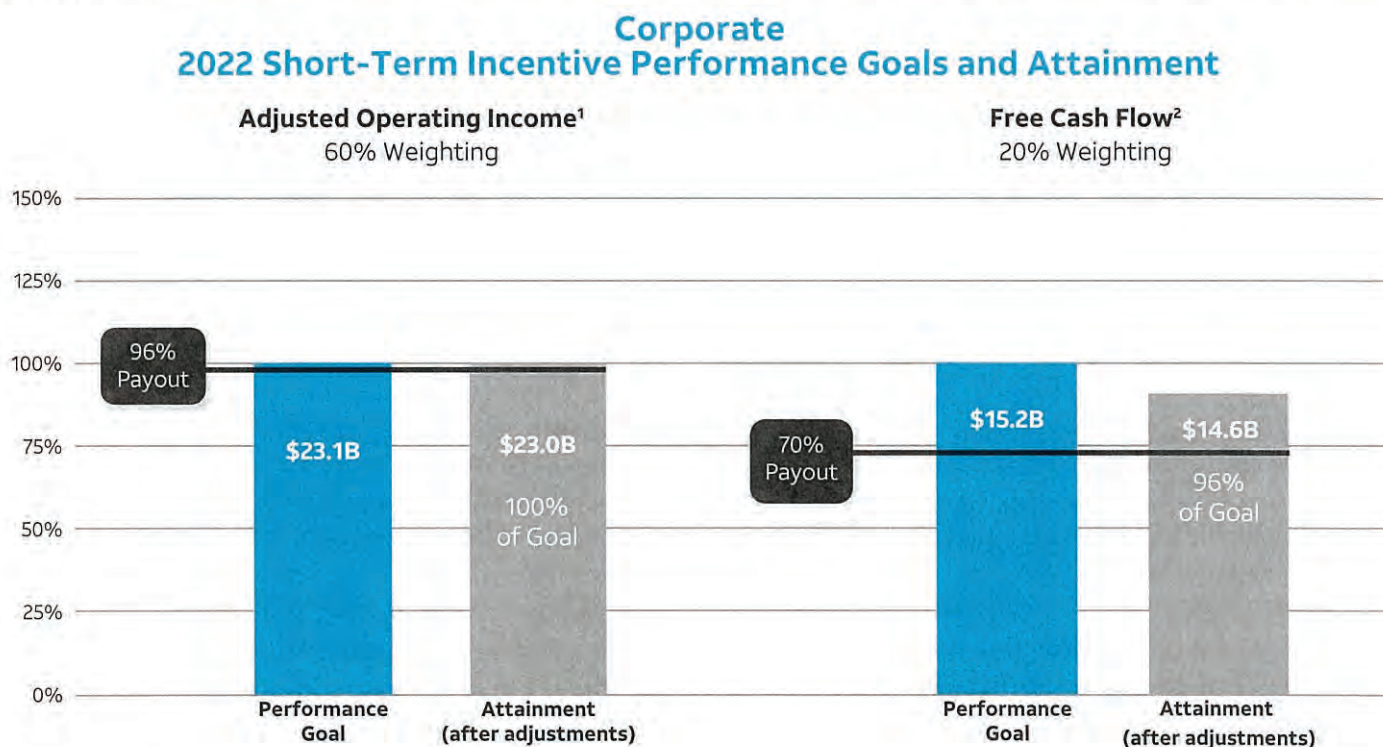 Corporate
2022 Short-Term Incentive Performance Goals and Attainment
Adjusted Operating Income¹
60% Weighting
Free Cash Flow²
20% Weighting
150%
125%
100%
75%
50%
25%
0%
96%
Payout
$23.1B
$23.0B
100%
of Goal
Performance
Goal
Attainment
(after adjustments)
70%
Payout
$15.2B
$14.6B
96%
of Goal
Performance
Goal
Attainment
(after adjustments)